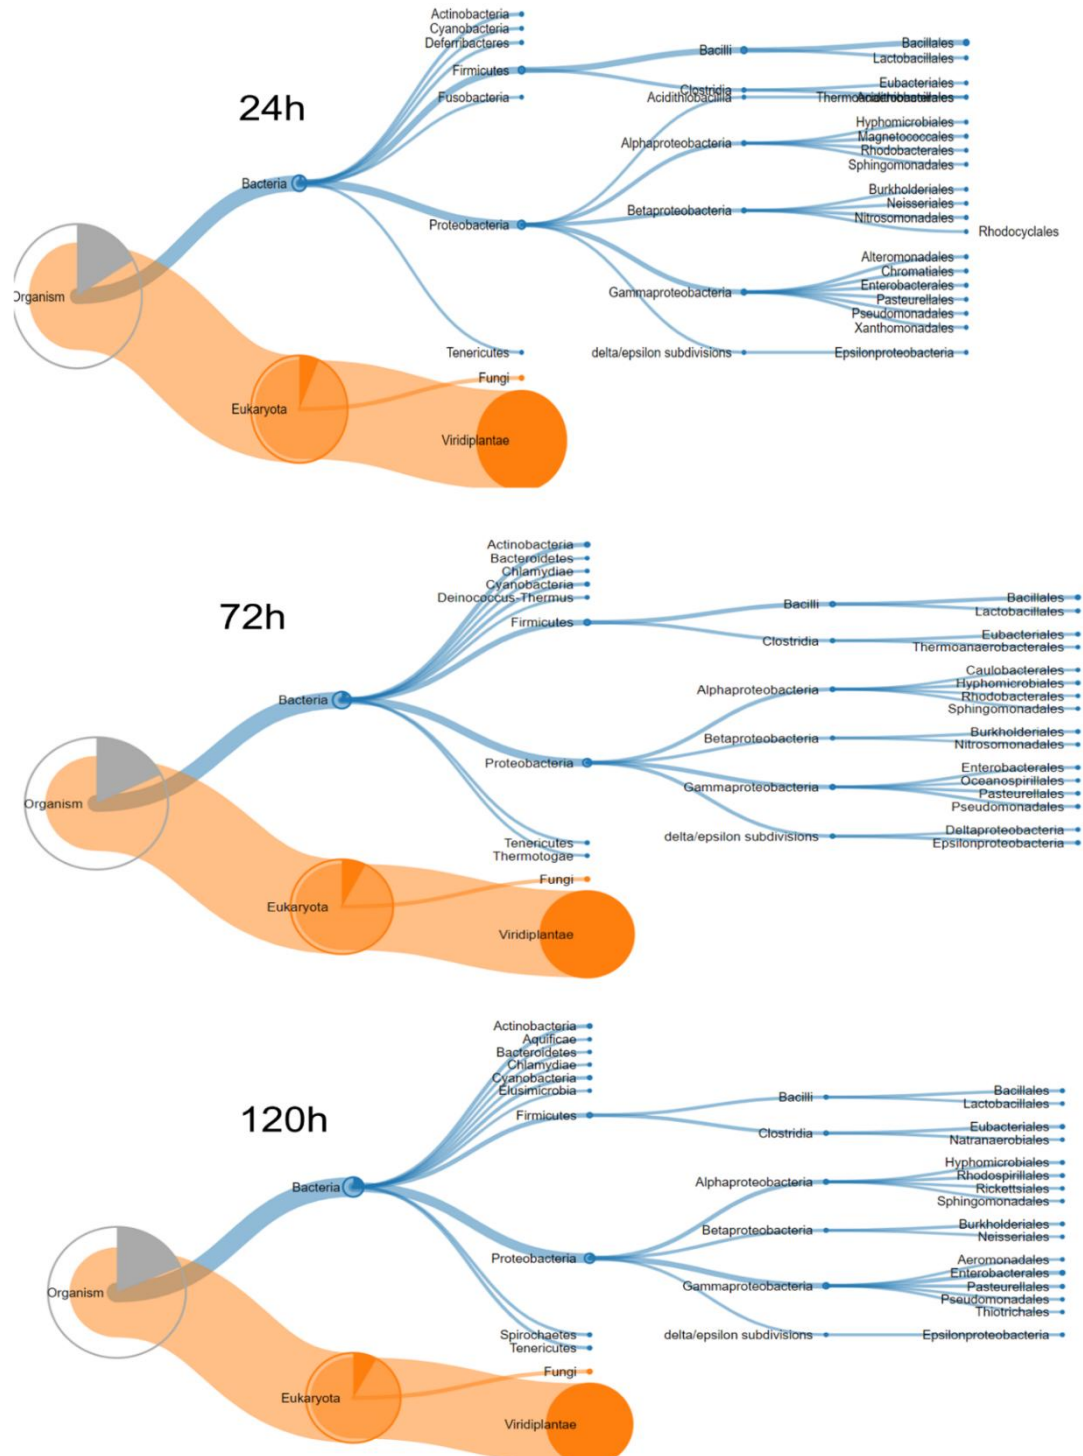 Actinobacteria
Cyanobacteria
Deferribacteres
Firmicutes
Fusobacteria
24h
Bacteria
Proteobacteria
Organism
Tenericutes
Fungi
Eukaryota
Viridiplantae
Bacilli
Clostridia
Acidithiobacillia
Alphaproteobacteria
Betaproteobacteria
Gammaproteobacteria
delta/epsilon subdivisions
Bacillales
Lactobacillales
Eubacteriales
Hyphomicrobiales
Magnetococcales
Rhodobacterales
Sphingomonadales
Burkholderiales
Neisseriales
Nitrosomonadales
Rhodocyclales
Alteromonadales
Chromatiales
Enterobacterales
Pasteurellales
Pseudomonadales
Xanthomonadales
Epsilonproteobacteria
Actinobacteria
Bacteroidetes
Chlamydiae
Cyanobacteria
Deinococcus-Thermus
Firmicutes
72h
Bacteria
Proteobacteria
Organism
Tenericutes
Thermotogae
Fungi
Eukaryota
Viridiplantae
Bacilli
Clostridia
Alphaproteobacteria
Betaproteobacteria
Gammaproteobacteria
delta/epsilon subdivisions
Bacillales
Lactobacillales
Eubacteriales
Thermoanaerobacterales
Caulobacterales
Hyphomicrobiales
Rhodobacterales
Sphingomonadales
Burkholderiales
Nitrosomonadales
Enterobacterales
Oceanospirillales
Pasteurellales
Pseudomonadales
Deltaproteobacteria
Epsilonproteobacteria
Actinobacteria
Aquificae
Bacteroidetes
Chlamydiae
Cyanobacteria
Elusimicrobia
Firmicutes
120h
Bacteria
Proteobacteria
Organism
Spirochaetes
Tenericutes
Fungi
Eukaryota
Viridiplantae
Bacilli
Clostridia
Alphaproteobacteria
Betaproteobacteria
Gammaproteobacteria
delta/epsilon subdivisions
Bacillales
Lactobacillales
Eubacteriales
Natranaerobiales
Hyphomicrobiales
Rhodospirillales
Rickettsiales
Sphingomonadales
Burkholderiales
Neisseriales
Aeromonadales
Enterobacterales
Pasteurellales
Pseudomonadales
Thiotrichales
Epsilonproteobacteria